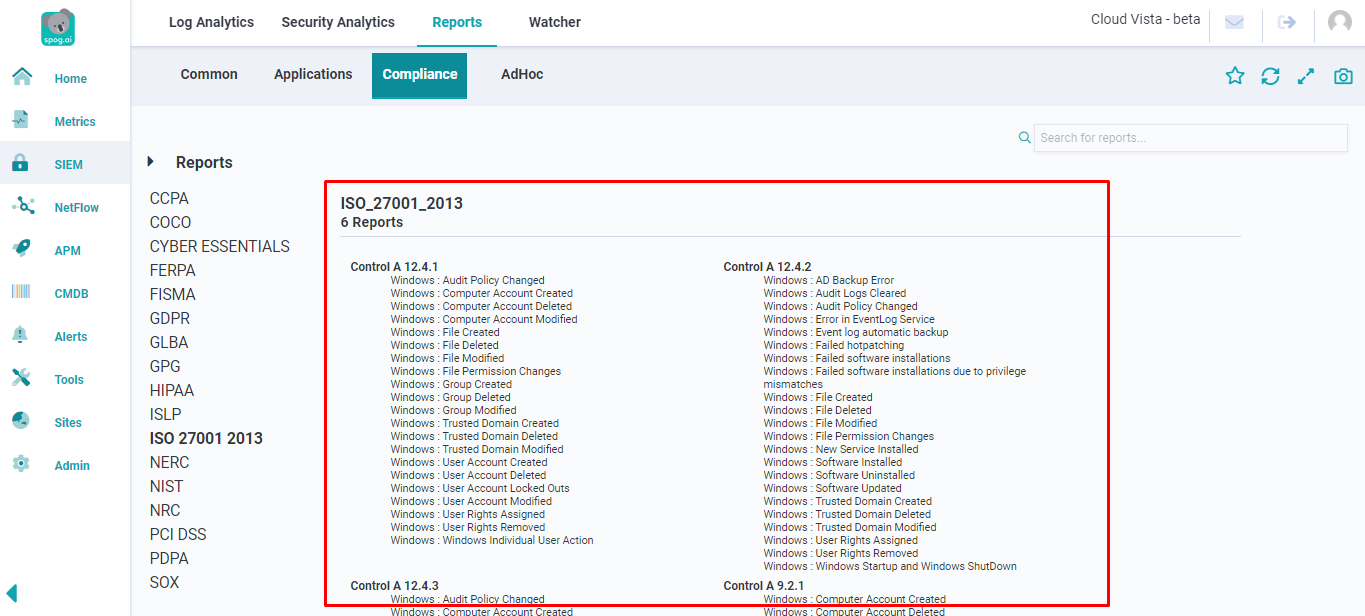 spog.ai
Log Analytics
Security Analytics
Reports
Watcher
Cloud Vista - beta
Common
Applications
Compliance
AdHoc
Home
Metrics
SIEM
NetFlow
APM
CMDB
Alerts
Tools
Sites
Admin
Search for reports...
Reports
CCPA
COCO
CYBER ESSENTIALS
FERPA
FISMA
GDPR
GLBA
GPG
HIPAA
ISLP
ISO 27001 2013
NERC
NIST
NRC
PCI DSS
PDPA
SOX
ISO_27001_2013
6 Reports
Control A 12.4.1
Windows : Audit Policy Changed
Windows : Computer Account Created
Windows : Computer Account Deleted
Windows : Computer Account Modified
Windows : File Created
Windows : File Deleted
Windows : File Modified
Windows : File Permission Changes
Windows : Group Created
Windows : Group Deleted
Windows : Group Modified
Windows : Trusted Domain Created
Windows : Trusted Domain Deleted
Windows : Trusted Domain Modified
Windows : User Account Created
Windows : User Account Deleted
Windows : User Account Locked Outs
Windows : User Account Modified
Windows : User Rights Assigned
Windows : User Rights Removed
Windows : Windows Individual User Action
Control A 12.4.2
Windows : AD Backup Error
Windows : Audit Logs Cleared
Windows : Audit Policy Changed
Windows : Error in EventLog Service
Windows : Event log automatic backup
Windows : Failed hotpatching
Windows : Failed software installations
Windows : Failed software installations due to privilege
mismatches
Windows : File Created
Windows : File Deleted
Windows : File Modified
Windows : File Permission Changes
Windows : New Service Installed
Windows : Software Installed
Windows : Software Uninstalled
Windows : Software Updated
Windows : Trusted Domain Created
Windows : Trusted Domain Deleted
Windows : Trusted Domain Modified
Windows : User Rights Assigned
Windows : User Rights Removed
Windows : Windows Startup and Windows ShutDown
Control A 12.4.3
Windows : Audit Policy Changed
Windows : Computer Account Created
Control A 9.2.1
Windows : Computer Account Created
Windows : Computer Account Deleted